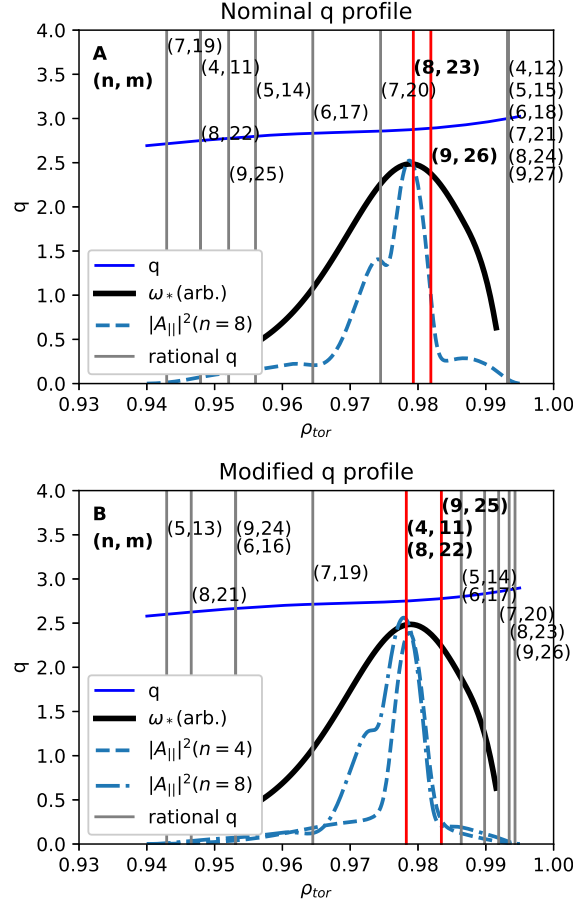 Nominal q profile
A
(n, m)
(7,19)
(4,11)
(5,14)
(6,17)
(7,20)
(8, 23)
(4,12)
(5,15)
(6,18)
(7,21)
(8,24)
(9,27)
(8,22)
(9,25)
(9, 26)
q
ω*(arb.)
|A||||²(n = 8)
rational q
4.0
3.5
3.0
2.5
2.0
1.5
1.0
0.5
0.0
q
0.93 0.94 0.95 0.96 0.97 0.98 0.99 1.00
ρtor
Modified q profile
B
(n, m)
(5,13)
(8,21)
(9,24)
(6,16)
(7,19)
(9, 25)
(4, 11)
(8, 22)
(5,14)
(6,17)
(7,20)
(8,23)
(9,26)
q
ω*(arb.)
|A||||²(n = 4)
|A||||²(n = 8)
rational q
4.0
3.5
3.0
2.5
2.0
1.5
1.0
0.5
0.0
q
0.93 0.94 0.95 0.96 0.97 0.98 0.99 1.00
ρtor